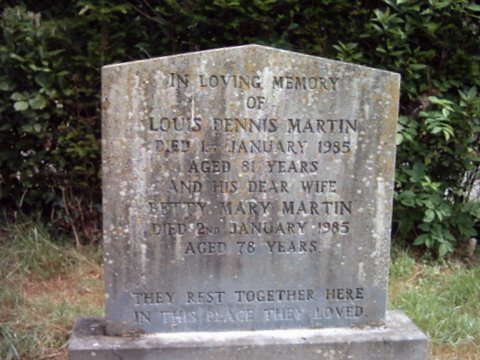 IN LOVING MEMORY
OF
LOUIS DENNIS MARTIN
DIED 1ST JANUARY 1985
AGED 81 YEARS
AND HIS DEAR WIFE
BETTY MARY MARTIN
DIED 2ND JANUARY 1985
AGED 78 YEARS.
THEY REST TOGETHER HERE
IN THIS PLACE THEY LOVED.